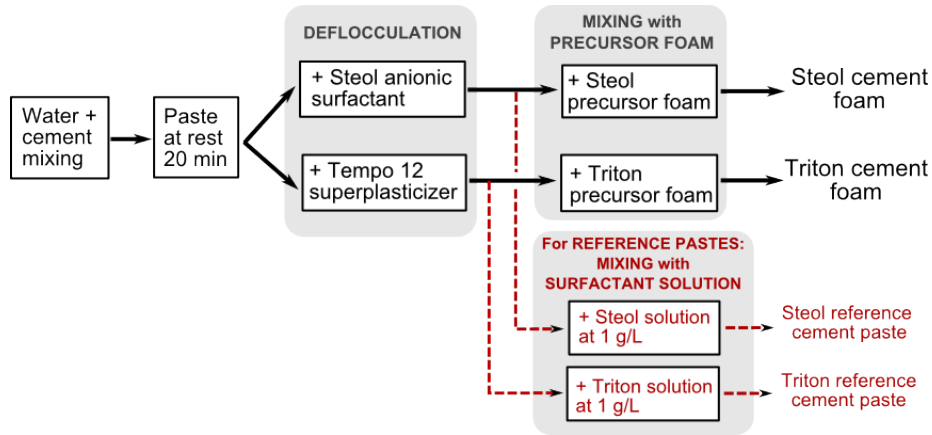 DEFLOCCULATION
MIXING with
PRECURSOR FOAM
Water +
cement
mixing
Paste
at rest
20 min
+ Steol anionic
surfactant
+ Steol
precursor foam
Steol cement
foam
+ Tempo 12
superplasticizer
+ Triton
precursor foam
Triton cement
foam
For REFERENCE PASTES:
MIXING with
SURFACTANT SOLUTION
+ Steol solution
at 1 g/L
Steol reference
cement paste
+ Triton solution
at 1 g/L
Triton reference
cement paste